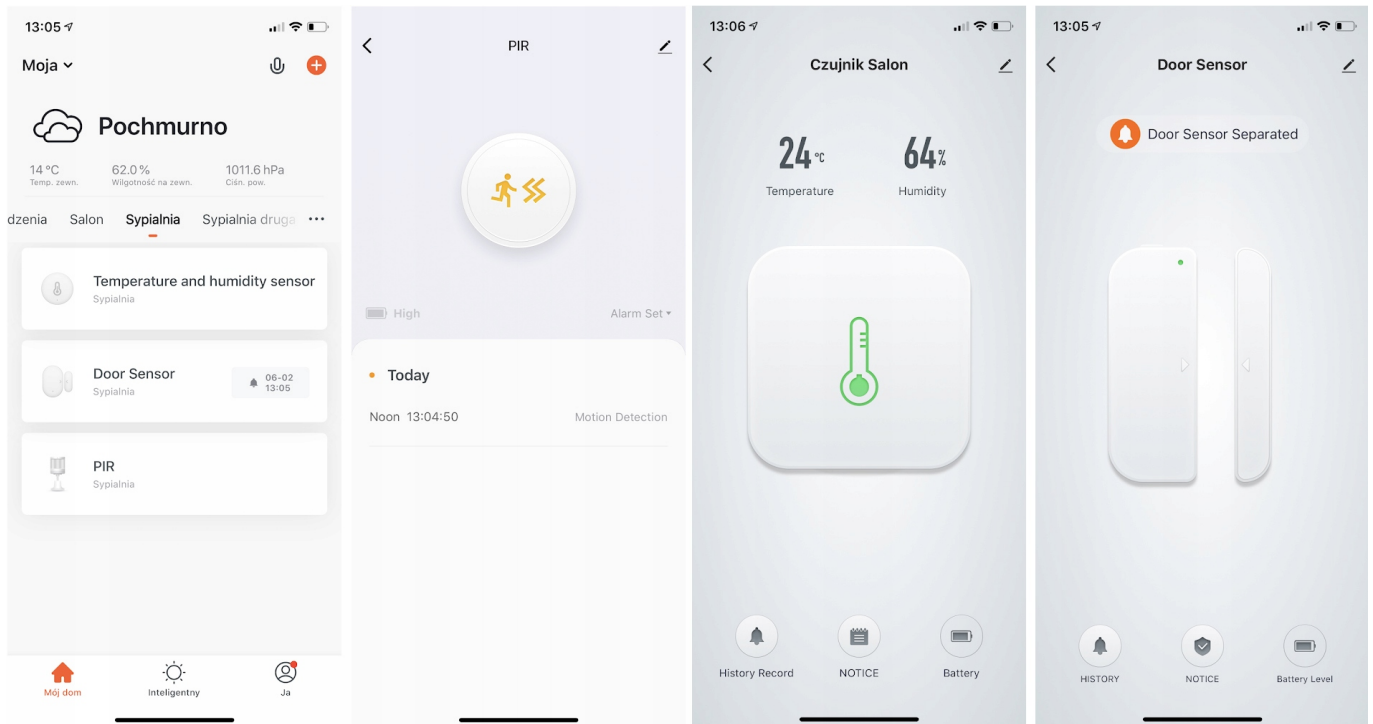 13:05
Moja
Pochmurno
14 °C
62.0 %
1011.6 hPa
Temp. zewn.
Wilgotność na zewn.
Ciśn. pow.
dzenia
Salon
Sypialnia
Sypialnia druga
Temperature and humidity sensor
Sypialnia
Door Sensor
Sypialnia
06-02
13:05
PIR
Sypialnia
Mój dom
Inteligentny
Ja
PIR
High
Alarm Set
Today
Noon 13:04:50
Motion Detection
13:06
Czujnik Salon
24 °C
64%
Temperature
Humidity
History Record
NOTICE
Battery
13:05
Door Sensor
Door Sensor Separated
HISTORY
NOTICE
Battery Level